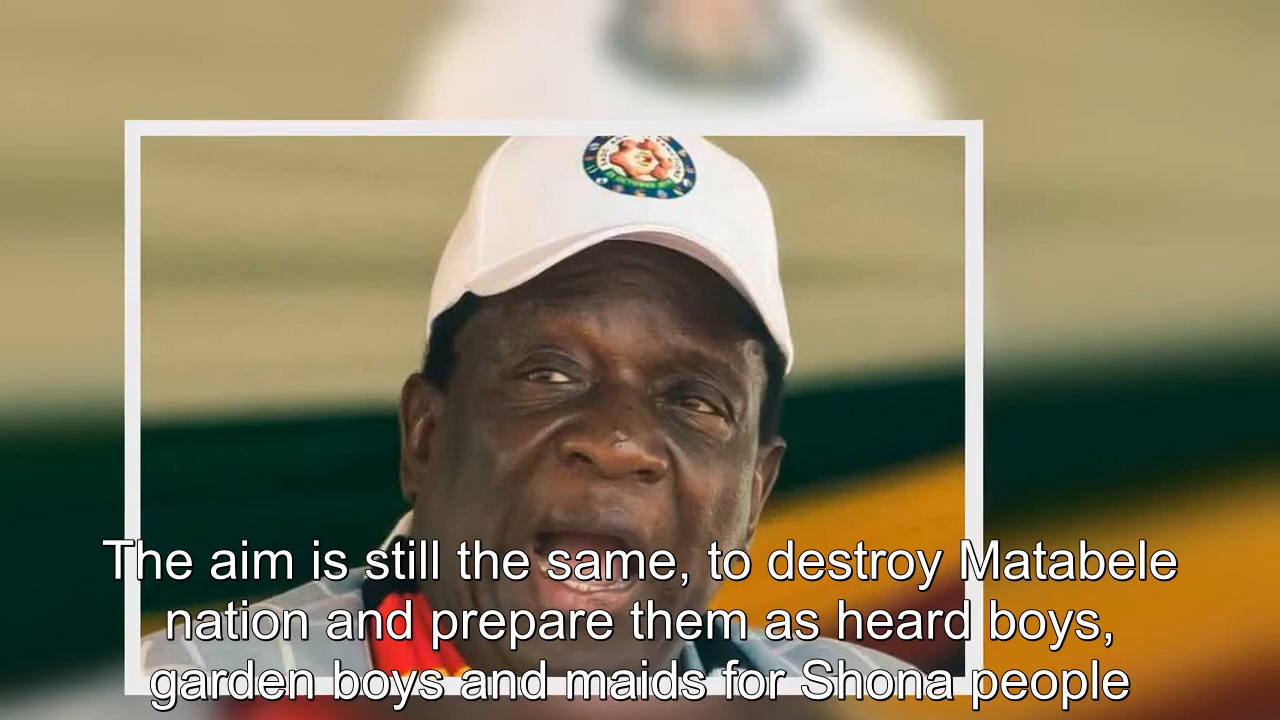 OCTOBER
The aim is still the same, to destroy Matabele
nation and prepare them as heard boys,
garden boys and maids for Shona people